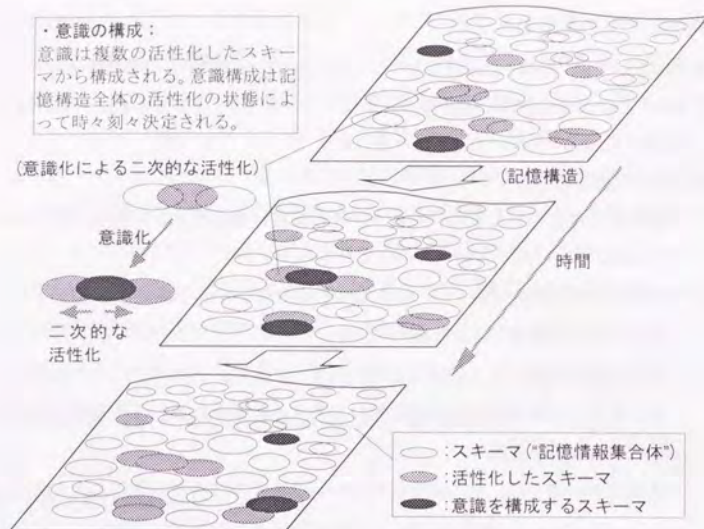 ・意識の構成：
意識は複数の活性化したスキー
マから構成される。意識構成は記
憶構造全体の活性化の状態によ
って時々刻々決定される。
(意識化による二次的な活性化)
(記憶構造)
意識化
時間
二次的な
活性化
:スキーマ(“記憶情報集合体”)
:活性化したスキーマ
:意識を構成するスキーマ